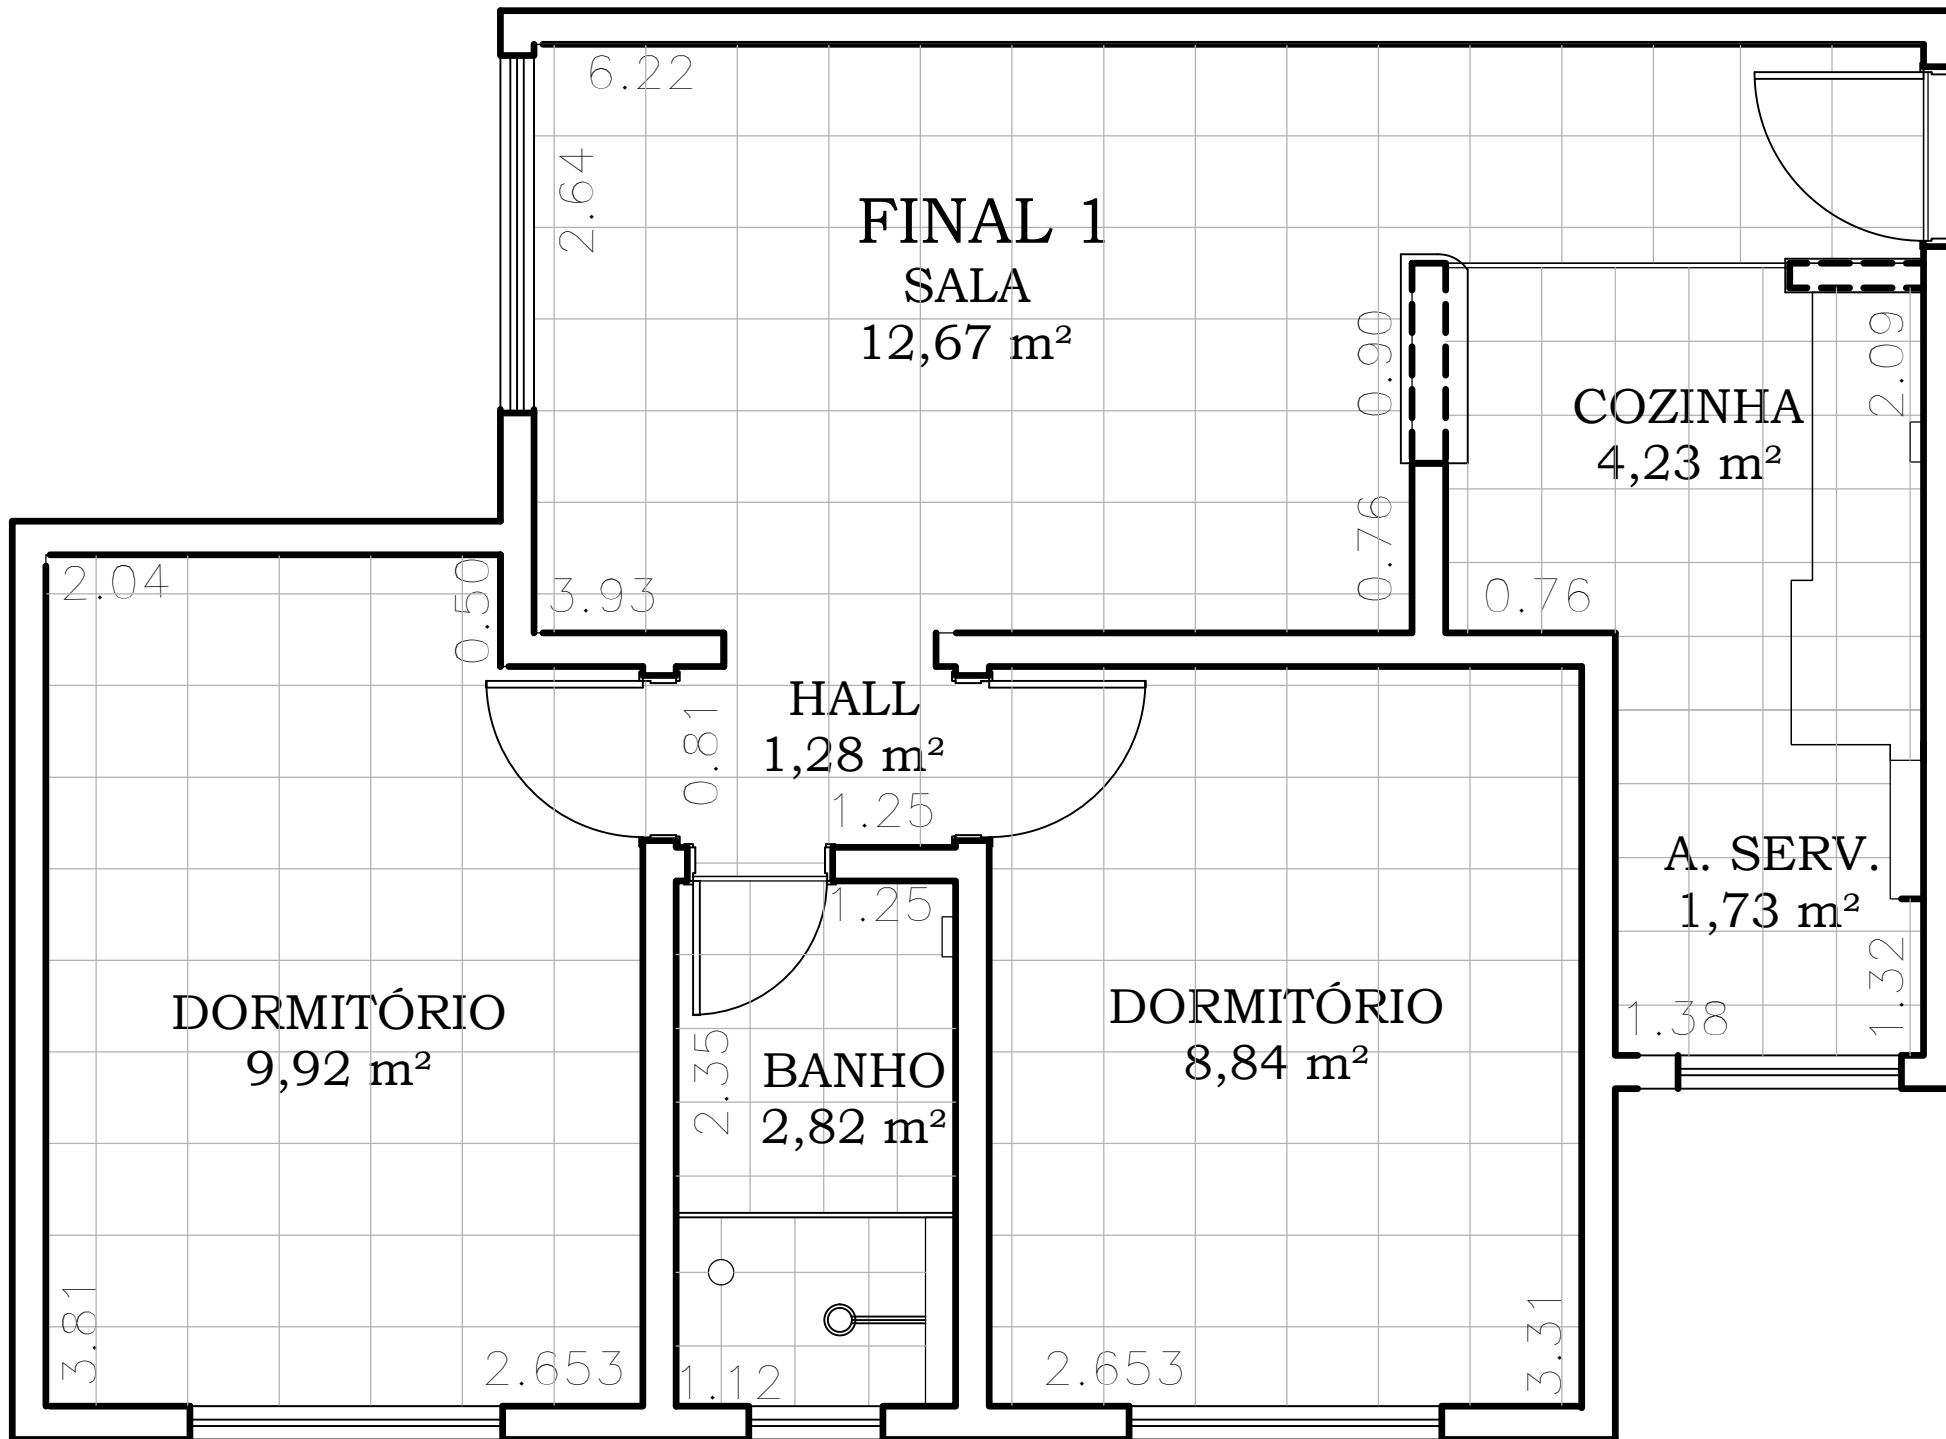 6.22
2.64
FINAL 1
SALA
12,67 m²
0.90
2.09
COZINHA
4,23 m²
0.76
2.04
0.50
3.93
0.76
HALL
1,28 m²
0.81
1.25
A. SERV.
1,73 m²
1.25
1.32
1.38
DORMITÓRIO
9,92 m²
2.35
BANHO
2,82 m²
DORMITÓRIO
8,84 m²
3.81
2.653
1.12
2.653
3.31